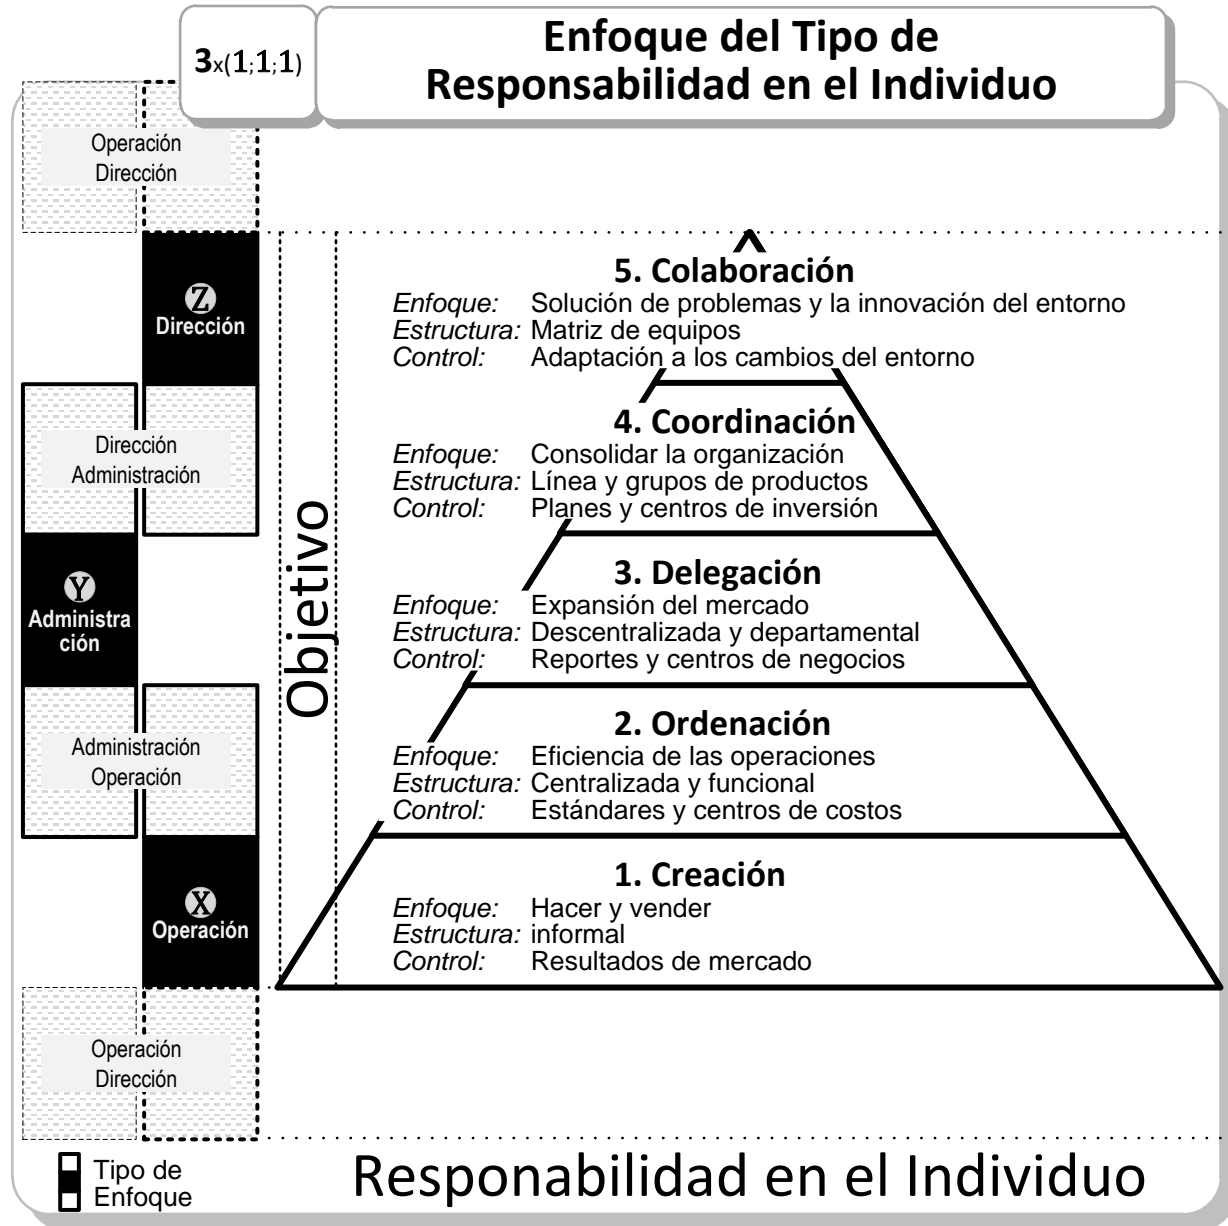 3x(1;1;1)
Enfoque del Tipo de
Responsabilidad en el Individuo
Operación
Dirección
Z
Dirección
Dirección
Administración
Y
Administra
ción
Administración
Operación
X
Operación
Operación
Dirección
Objetivo
5. Colaboración
Enfoque: Solución de problemas y la innovación del entorno
Estructura: Matriz de equipos
Control: Adaptación a los cambios del entorno
4. Coordinación
Enfoque: Consolidar la organización
Estructura: Línea y grupos de productos
Control: Planes y centros de inversión
3. Delegación
Enfoque: Expansión del mercado
Estructura: Descentralizada y departamental
Control: Reportes y centros de negocios
2. Ordenación
Enfoque: Eficiencia de las operaciones
Estructura: Centralizada y funcional
Control: Estándares y centros de costos
1. Creación
Enfoque: Hacer y vender
Estructura: informal
Control: Resultados de mercado
Tipo de
Enfoque
Responabilidad en el Individuo